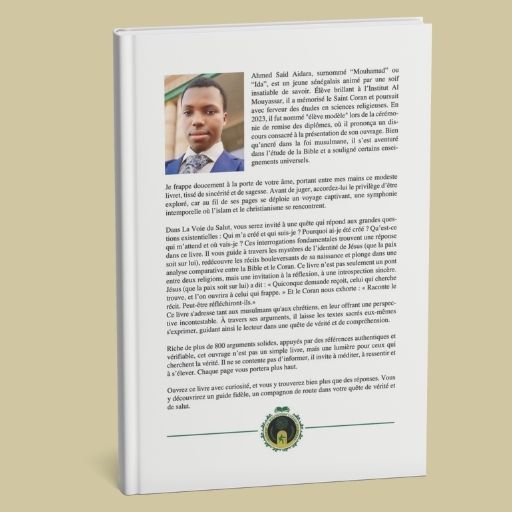 Ahmed Said Aidara, surnommé "Mouhamad" ou
"Ida", est un jeune sénégalais animé par une soif
insatiable de savoir. Élève brillant à l'Institut Al
Mouyassar, il a mémorisé le Saint Coran et poursuit
avec ferveur des études en sciences religieuses. En
2023, il fut nommé "élève modèle" lors de la cérémo-
nie de remise des diplômes, où il prononça un dis-
cours consacré à la présentation de son ouvrage. Bien
qu'ancré dans la foi musulmane, il s'est aventuré
dans l'étude de la Bible et a souligné certains ensei-
gnements universels.
Je frappe doucement à la porte de votre âme, portant entre mes mains ce modeste
livret, tissé de sincérité et de sagesse. Avant de juger, accordez-lui le privilège d'être
exploré, car au fil de ses pages se déploie un voyage captivant, une symphonie
intemporelle où l'islam et le christianisme se rencontrent.
Dans La Voie du Salut, vous serez invité à une quête qui répond aux grandes ques-
tions existentielles : Qui m'a créé et qui suis-je ? Pourquoi ai-je été créé ? Qu'est-ce
qui m'attend et où vais-je ? Ces interrogations fondamentales trouvent une réponse
dans ce livre. Il vous guide à travers les mystères de l'identité de Jésus (que la paix
soit sur lui), redécouvre les récits bouleversants de sa naissance et plonge dans une
analyse comparative entre la Bible et le Coran. Ce livre n'est pas seulement un pont
entre deux religions, mais une invitation à la réflexion, à une introspection sincère.
Jésus (que la paix soit sur lui) a dit : « Quiconque demande reçoit, celui qui cherche
trouve, et l'on ouvrira à celui qui frappe. » Et le Coran nous exhorte : « Raconte le
récit. Peut-être réfléchiront-ils.»
Ce livre s'adresse tant aux musulmans qu'aux chrétiens, en leur offrant une perspec-
tive incontestable. À travers ses arguments, il laisse les textes sacrés eux-mêmes
s'exprimer, guidant ainsi le lecteur dans une quête de vérité et de compréhension.
Riche de plus de 800 arguments solides, appuyés par des références authentiques et
vérifiable, cet ouvrage n'est pas un simple livre, mais une lumière pour ceux qui
cherchent la vérité. Il ne se contente pas d'informer, il invite à méditer, à ressentir et
à s'élever. Chaque page vous portera plus haut.
Ouvrez ce livre avec curiosité, et vous y trouverez bien plus que des réponses. Vous
y découvrirez un guide fidèle, un compagnon de route dans votre quête de vérité et
de salut.